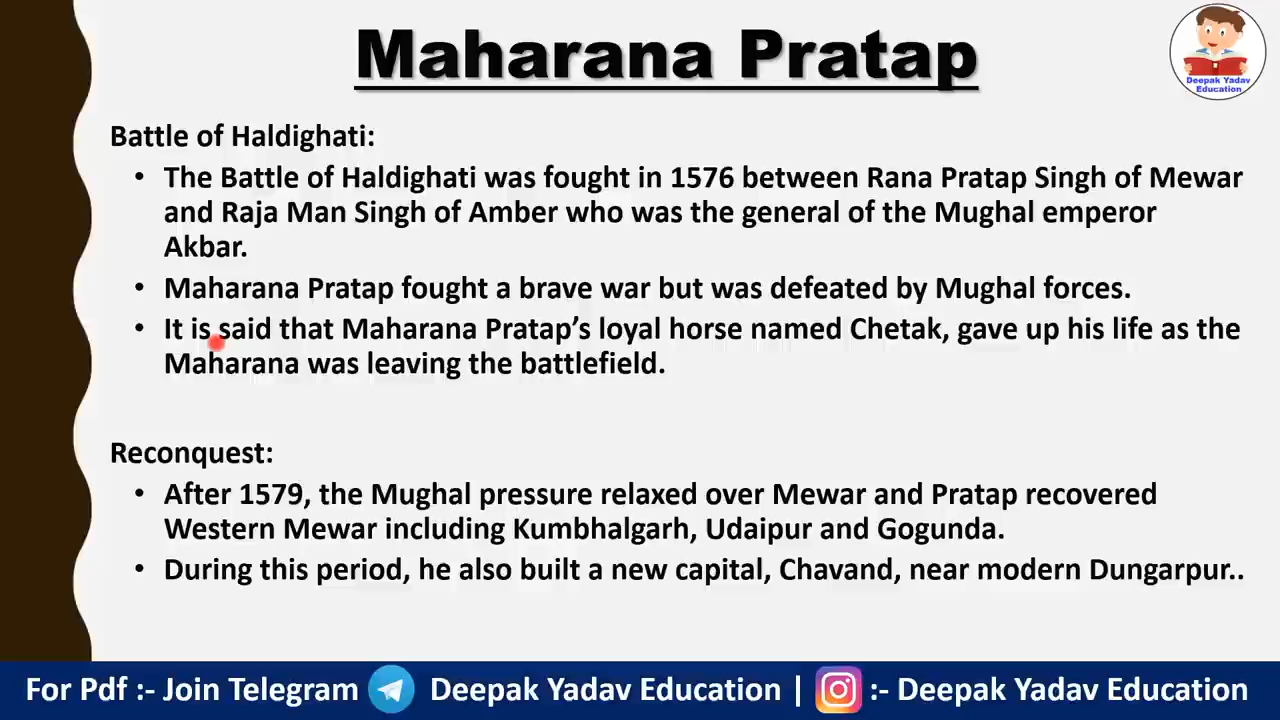 Maharana Pratap
Deepak Yadav
Education
Battle of Haldighati:
• The Battle of Haldighati was fought in 1576 between Rana Pratap Singh of Mewar
and Raja Man Singh of Amber who was the general of the Mughal emperor
Akbar.
• Maharana Pratap fought a brave war but was defeated by Mughal forces.
• It is said that Maharana Pratap’s loyal horse named Chetak, gave up his life as the
Maharana was leaving the battlefield.
Reconquest:
• After 1579, the Mughal pressure relaxed over Mewar and Pratap recovered
Western Mewar including Kumbhalgarh, Udaipur and Gogunda.
• During this period, he also built a new capital, Chavand, near modern Dungarpur..
For Pdf :- Join Telegram Deepak Yadav Education | :- Deepak Yadav Education